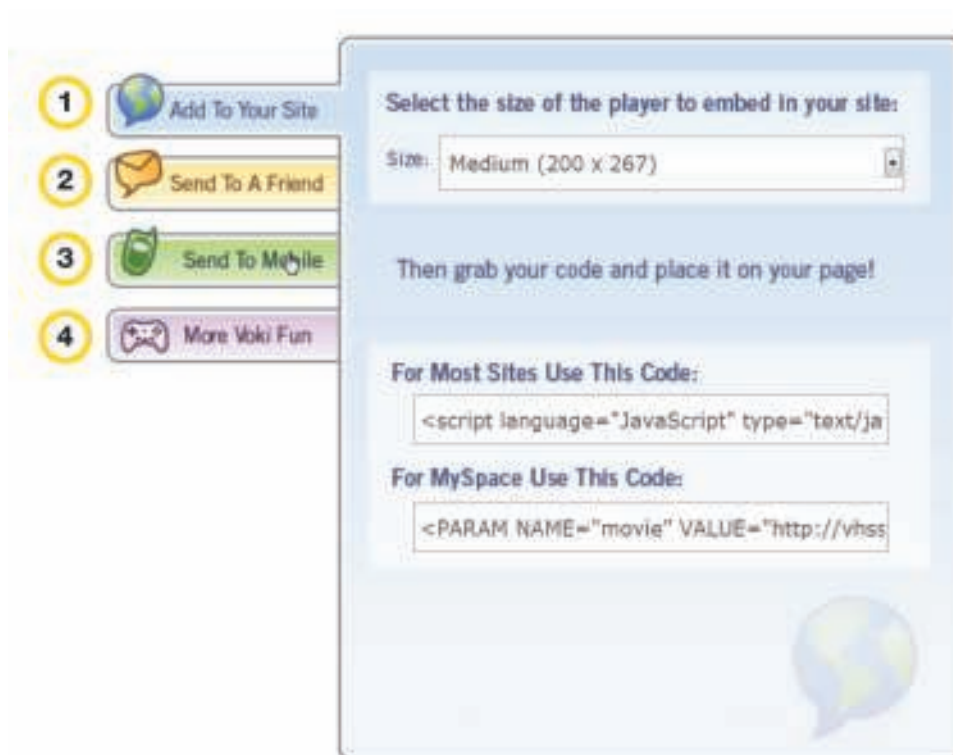 1 Add To Your Site
2 Send To A Friend
3 Send To Mobile
4 More Voki Fun
Select the size of the player to embed in your site:
Size: Medium (200 x 267)
Then grab your code and place it on your page!
For Most Sites Use This Code:
<script language="JavaScript" type="text/ja
For MySpace Use This Code:
<PARAM NAME="movie" VALUE="http://vhss